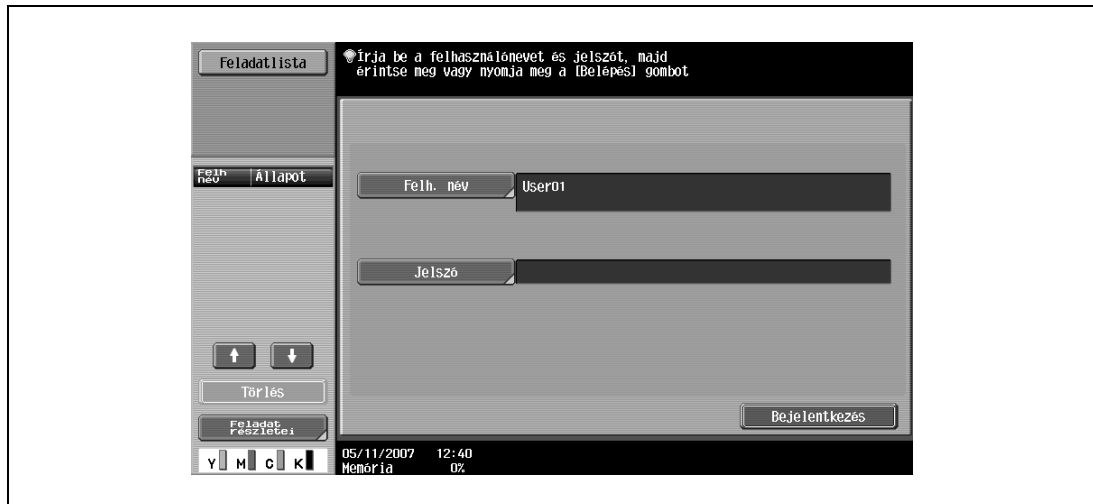 Feladatlista
Írja be a felhasználónevet és jelszót, majd
érintse meg vagy nyomja meg a [Belépés] gombot
Felh
név
Állapot
Felh. név
User01
Jelszó
Törlés
Feladat
részletei
Bejelentkezés
Y M C K
05/11/2007 12:40
Memória 0%